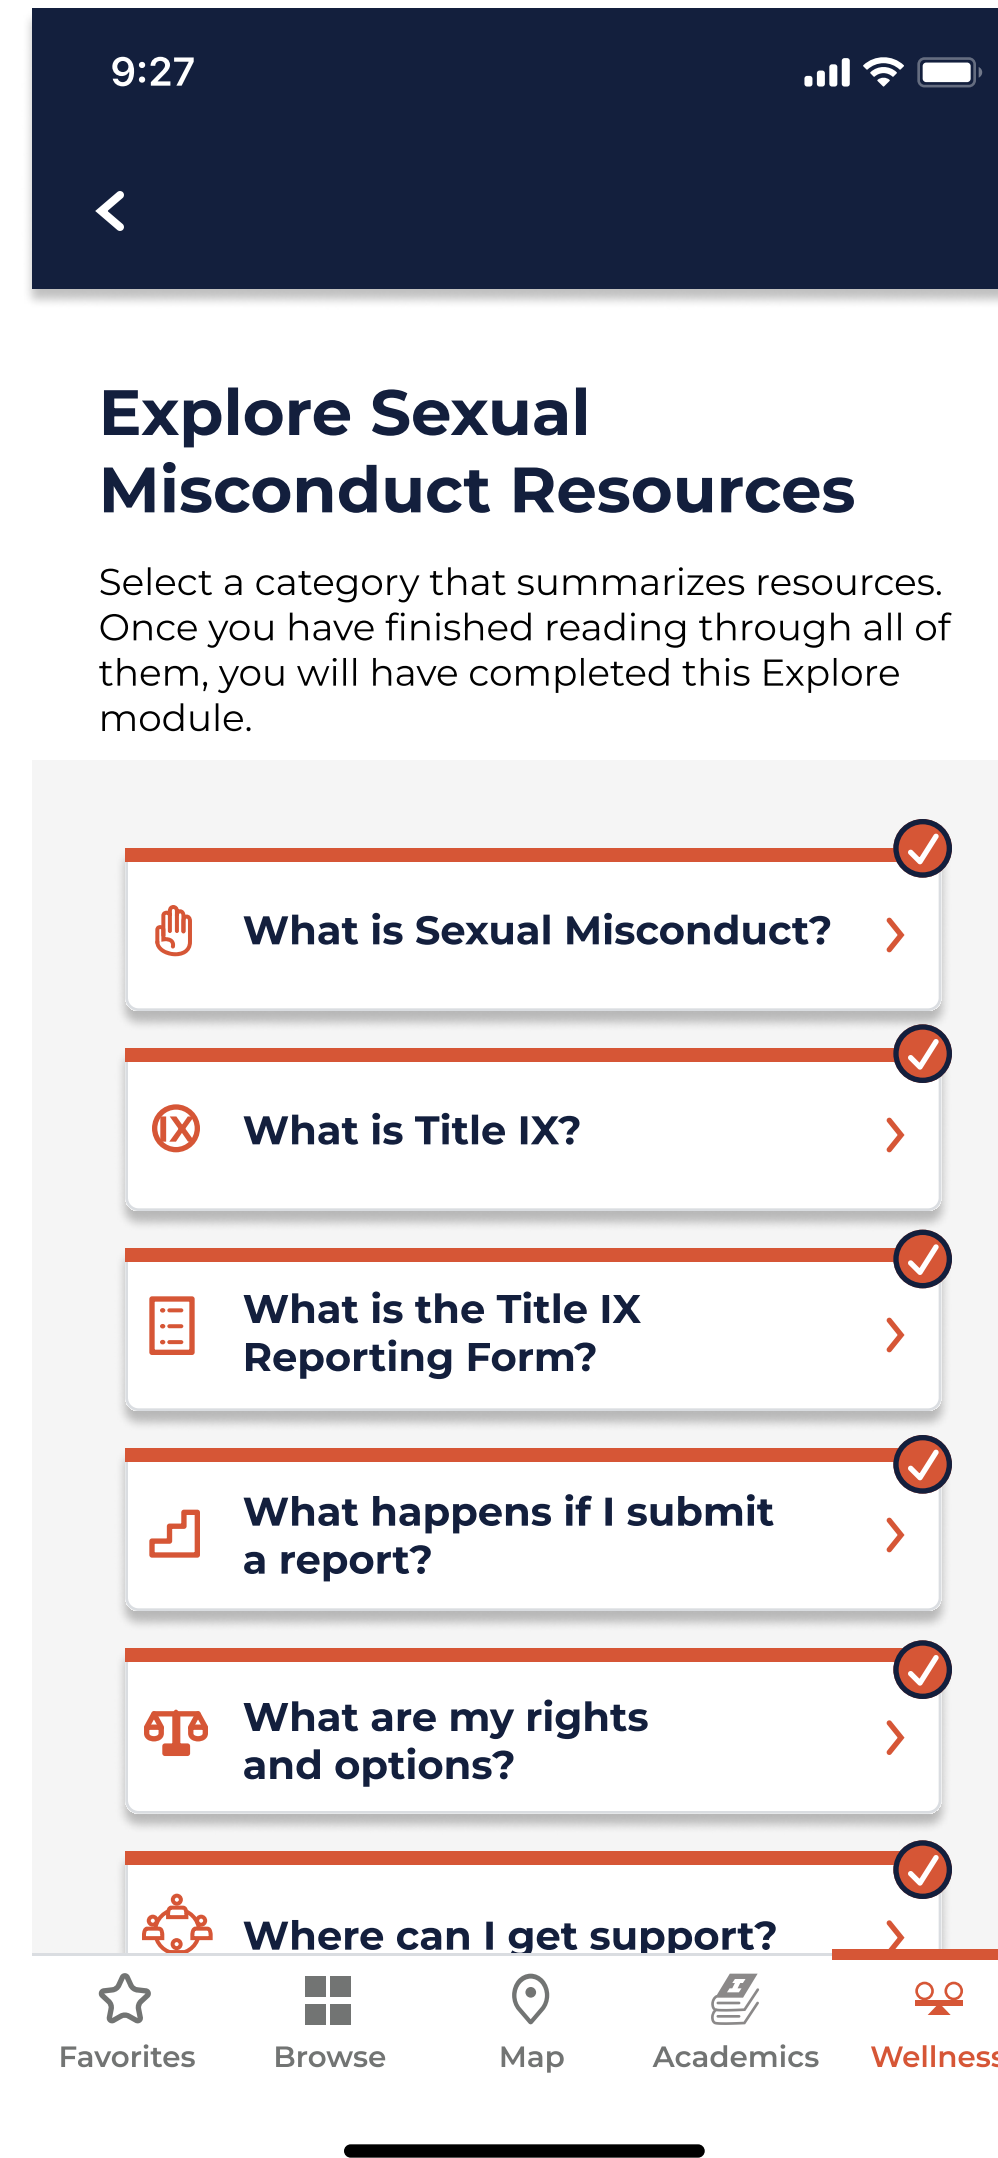 9:27
Explore Sexual
Misconduct Resources
Select a category that summarizes resources.
Once you have finished reading through all of
them, you will have completed this Explore
module.
What is Sexual Misconduct?
IX
What is Title IX?
What is the Title IX
Reporting Form?
What happens if I submit
a report?
What are my rights
and options?
Where can I get support?
I
Favorites
Browse
Map
Academics
Wellness